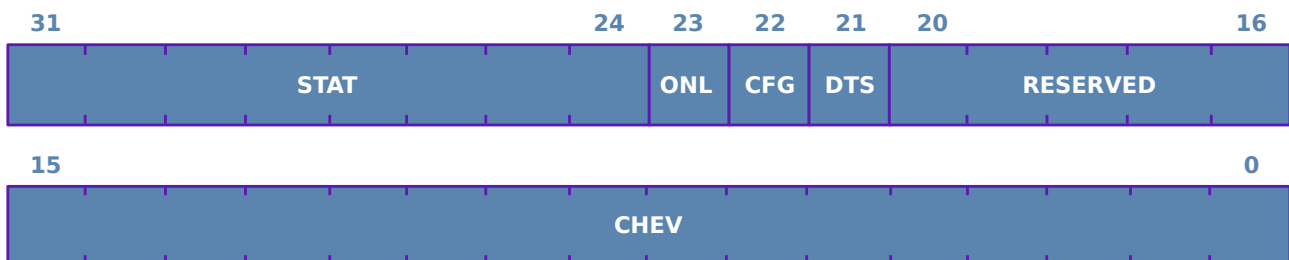 31 24 23 22 21 20 16
STAT ONL CFG DTS RESERVED
15 0
CHEV